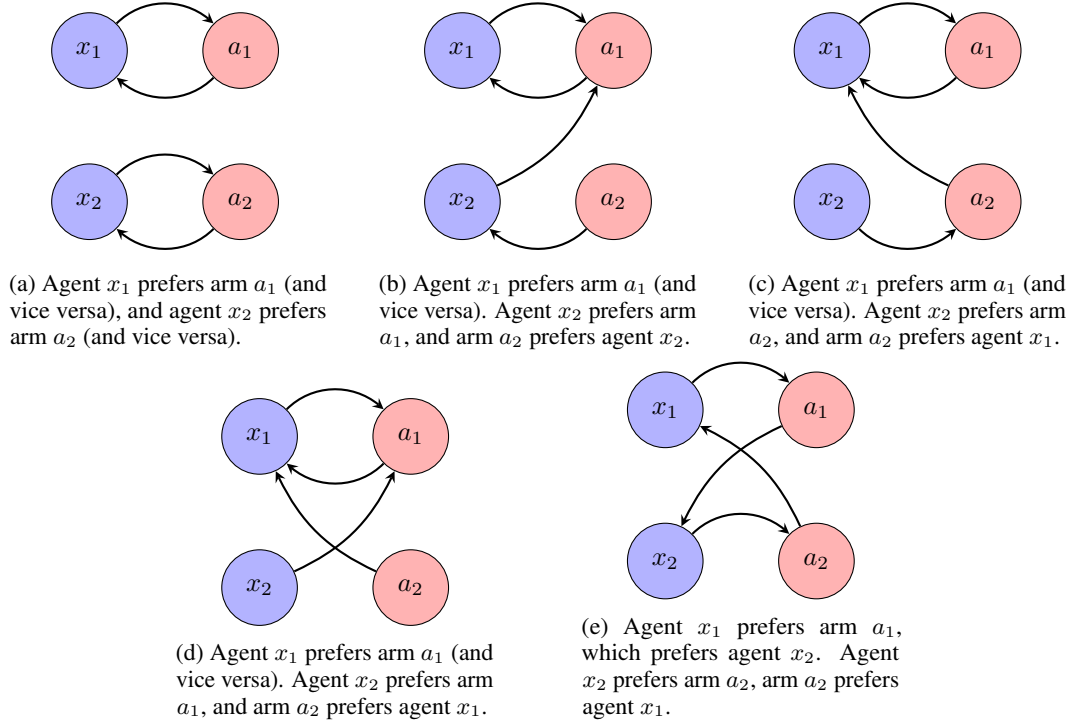 x₁ a₁ x₁ a₁ x₁ a₁
x₂ a₂ x₂ a₂ x₂ a₂
(a) Agent x₁ prefers arm a₁ (and
vice versa), and agent x₂ prefers
arm a₂ (and vice versa).
(b) Agent x₁ prefers arm a₁ (and
vice versa). Agent x₂ prefers arm
a₁, and arm a₂ prefers agent x₂.
(c) Agent x₁ prefers arm a₁ (and
vice versa). Agent x₂ prefers arm
a₂, and arm a₂ prefers agent x₁.
x₁ a₁
x₂ a₂
(d) Agent x₁ prefers arm a₁ (and
vice versa). Agent x₂ prefers arm
a₁, and arm a₂ prefers agent x₁.
x₁ a₁
x₂ a₂
(e) Agent x₁ prefers arm a₁,
which prefers agent x₂. Agent
x₂ prefers arm a₂, arm a₂ prefers
agent x₁.